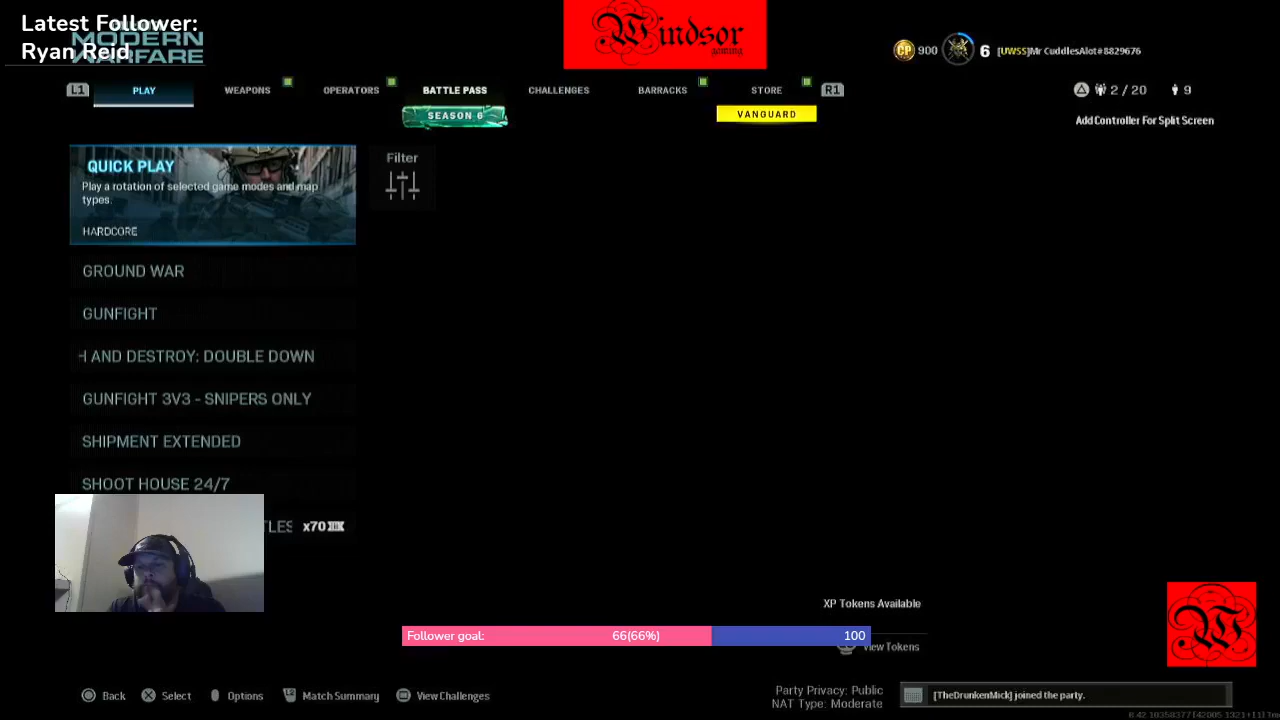 Latest Follower:
Ryan Reid
MODERN
WARFARE
Windsor
gaming
900
6 [UWSS]Mr CuddlesAlot#8829676
L1
PLAY
WEAPONS
OPERATORS
BATTLE PASS
CHALLENGES
BARRACKS
STORE
R1
2 / 20
9
SEASON 6
VANGUARD
Add Controller For Split Screen
QUICK PLAY
Play a rotation of selected game modes and map
types.
HARDCORE
Filter
GROUND WAR
GUNFIGHT
H AND DESTROY: DOUBLE DOWN
GUNFIGHT 3V3 - SNIPERS ONLY
SHIPMENT EXTENDED
SHOOT HOUSE 24/7
TLES x70
XP Tokens Available
Follower goal: 66(66%) 100
View Tokens
W
Back
Select
Options
Match Summary
View Challenges
Party Privacy: Public
NAT Type: Moderate
[TheDrunkenMick] joined the party.